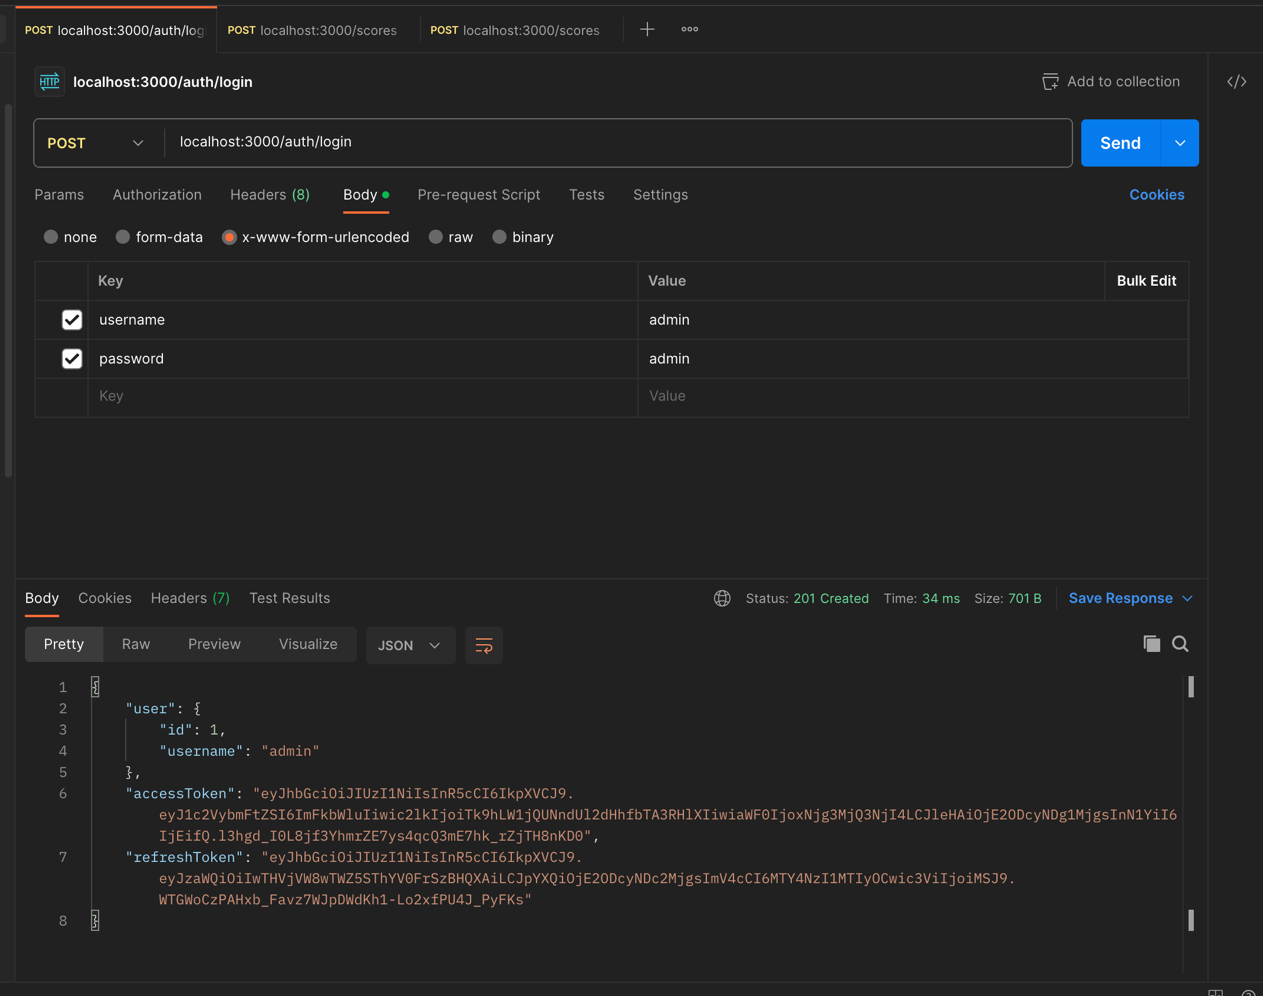 POST localhost:3000/auth/log
POST localhost:3000/scores
POST localhost:3000/scores
HTTP localhost:3000/auth/login
Add to collection
</>
POST
localhost:3000/auth/login
Send
Params Authorization Headers (8) Body Pre-request Script Tests Settings Cookies
none form-data x-www-form-urlencoded raw binary
Key Value Bulk Edit
username admin
password admin
Key Value
Body Cookies Headers (7) Test Results
Status: 201 Created Time: 34 ms Size: 701 B Save Response
Pretty Raw Preview Visualize JSON
1 {
2 "user": {
3 "id": 1,
4 "username": "admin"
5 },
6 "accessToken": "eyJhbGciOiJIUzI1NiIsInR5cCI6IkpXVCJ9.
eyJ1c2VybmFtZSI6ImFkbWluIiwic2lkIjoiTk9hLW1jQUNndUl2dHhfbTA3RHlXIiwiaWF0IjoxNjg3MjQ3NjI4LCJleHAiOjE2ODcyNDg1MjgsInN1YiI6
IjEifQ.l3hgd_I0L8jf3YhmrZE7ys4qcQ3mE7hk_rZjTH8nKD0",
7 "refreshToken": "eyJhbGciOiJIUzI1NiIsInR5cCI6IkpXVCJ9.
eyJzaWQiOiIwTHVjVW8wTWZ5SThYV0FrSzBHQXAiLCJpYXQiOjE2ODcyNDc2MjgsImV4cCI6MTY4NzI1MTIyOCwic3ViIjoiMSJ9.
WTGWoCzPAHxb_Favz7WJpDWdKh1-Lo2xfPU4J_PyFKs"
8 }